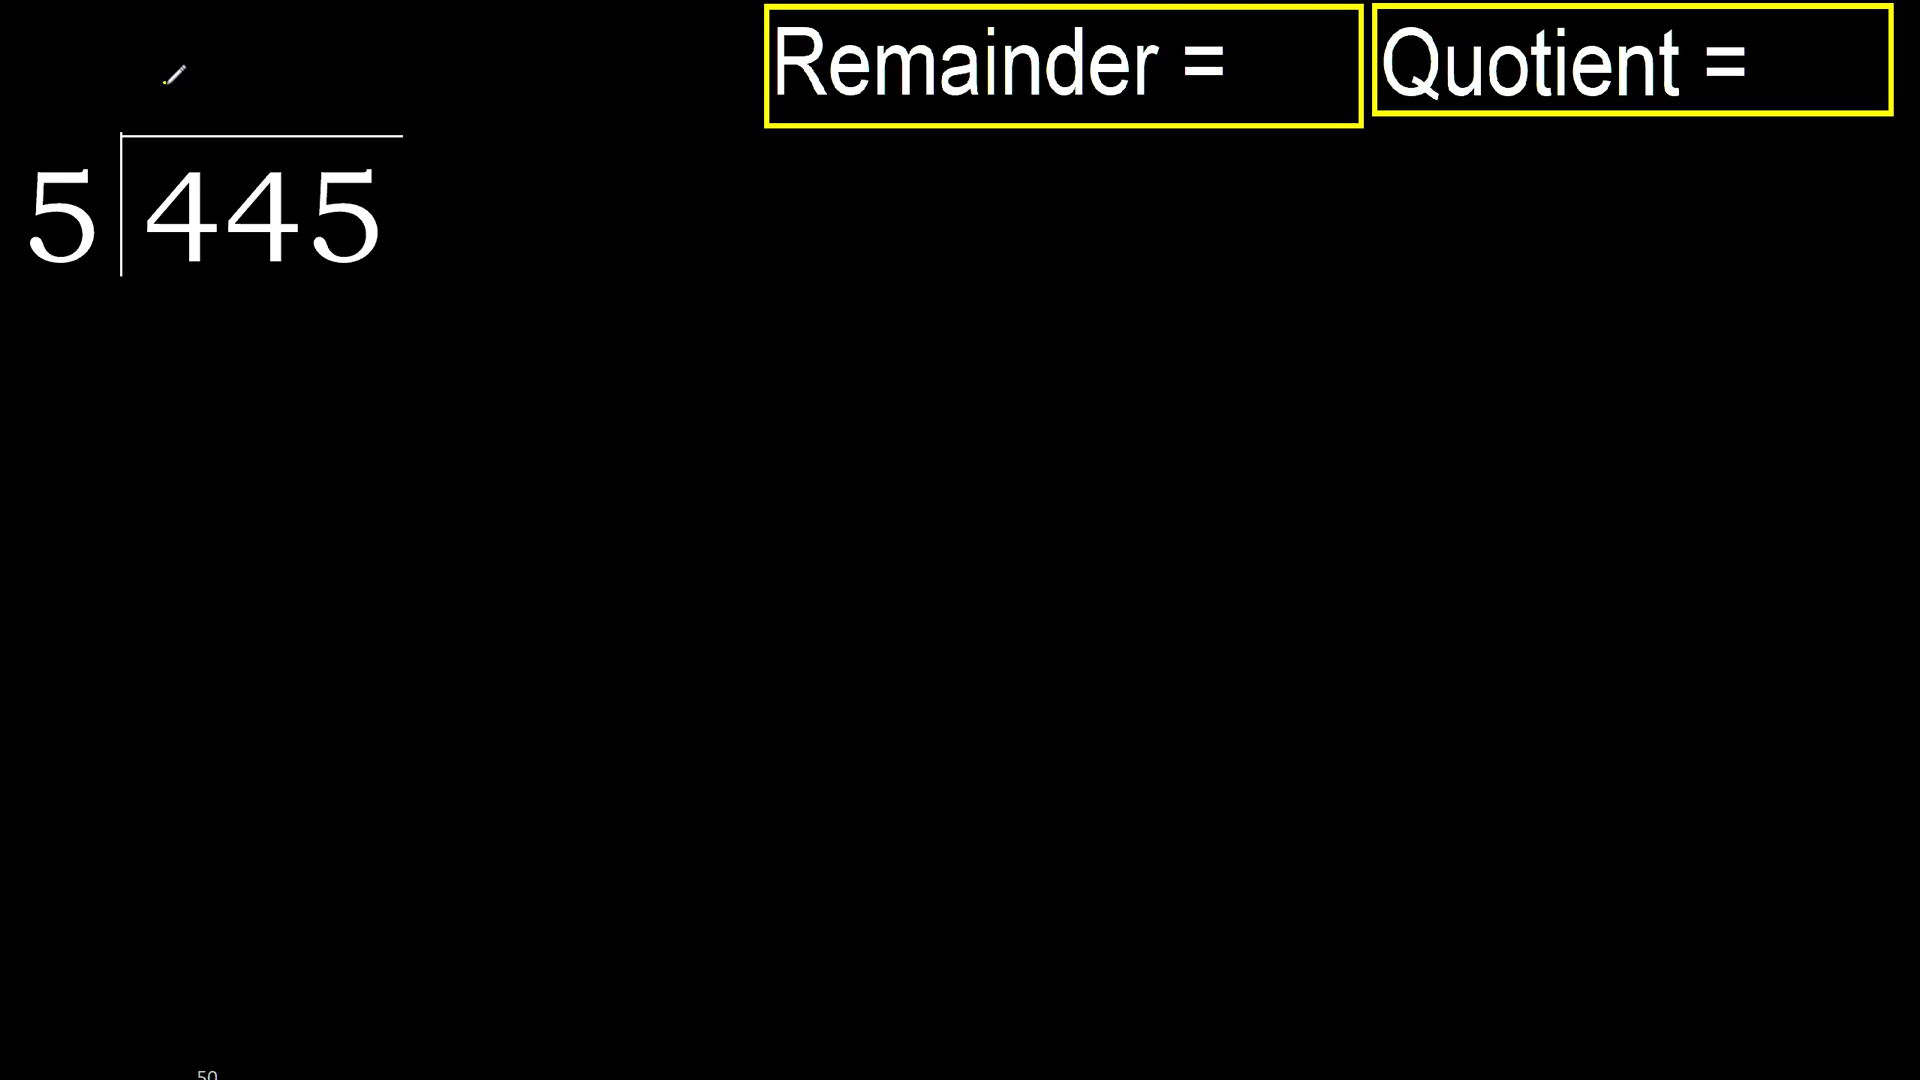 Remainder =
Quotient =
5 445
50